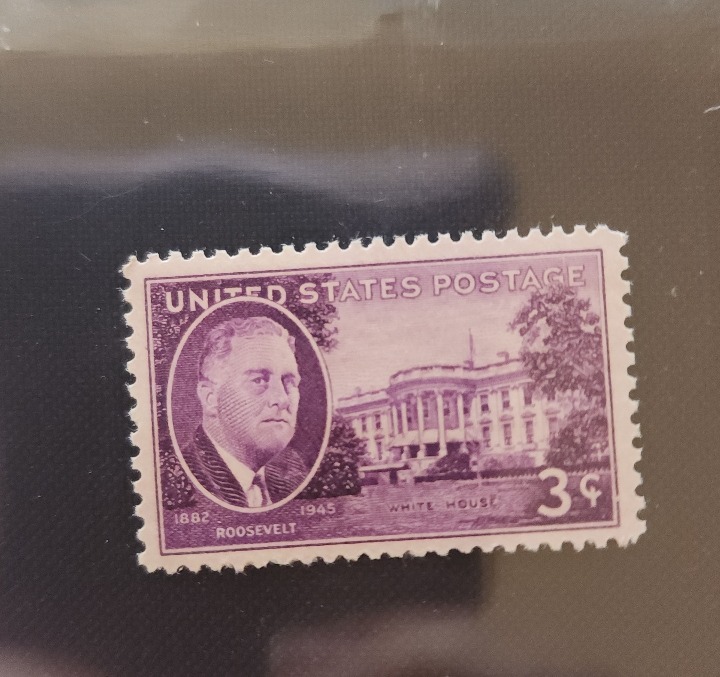 UNITED STATES POSTAGE
1882 1945
ROOSEVELT
WHITE HOUSE
3¢